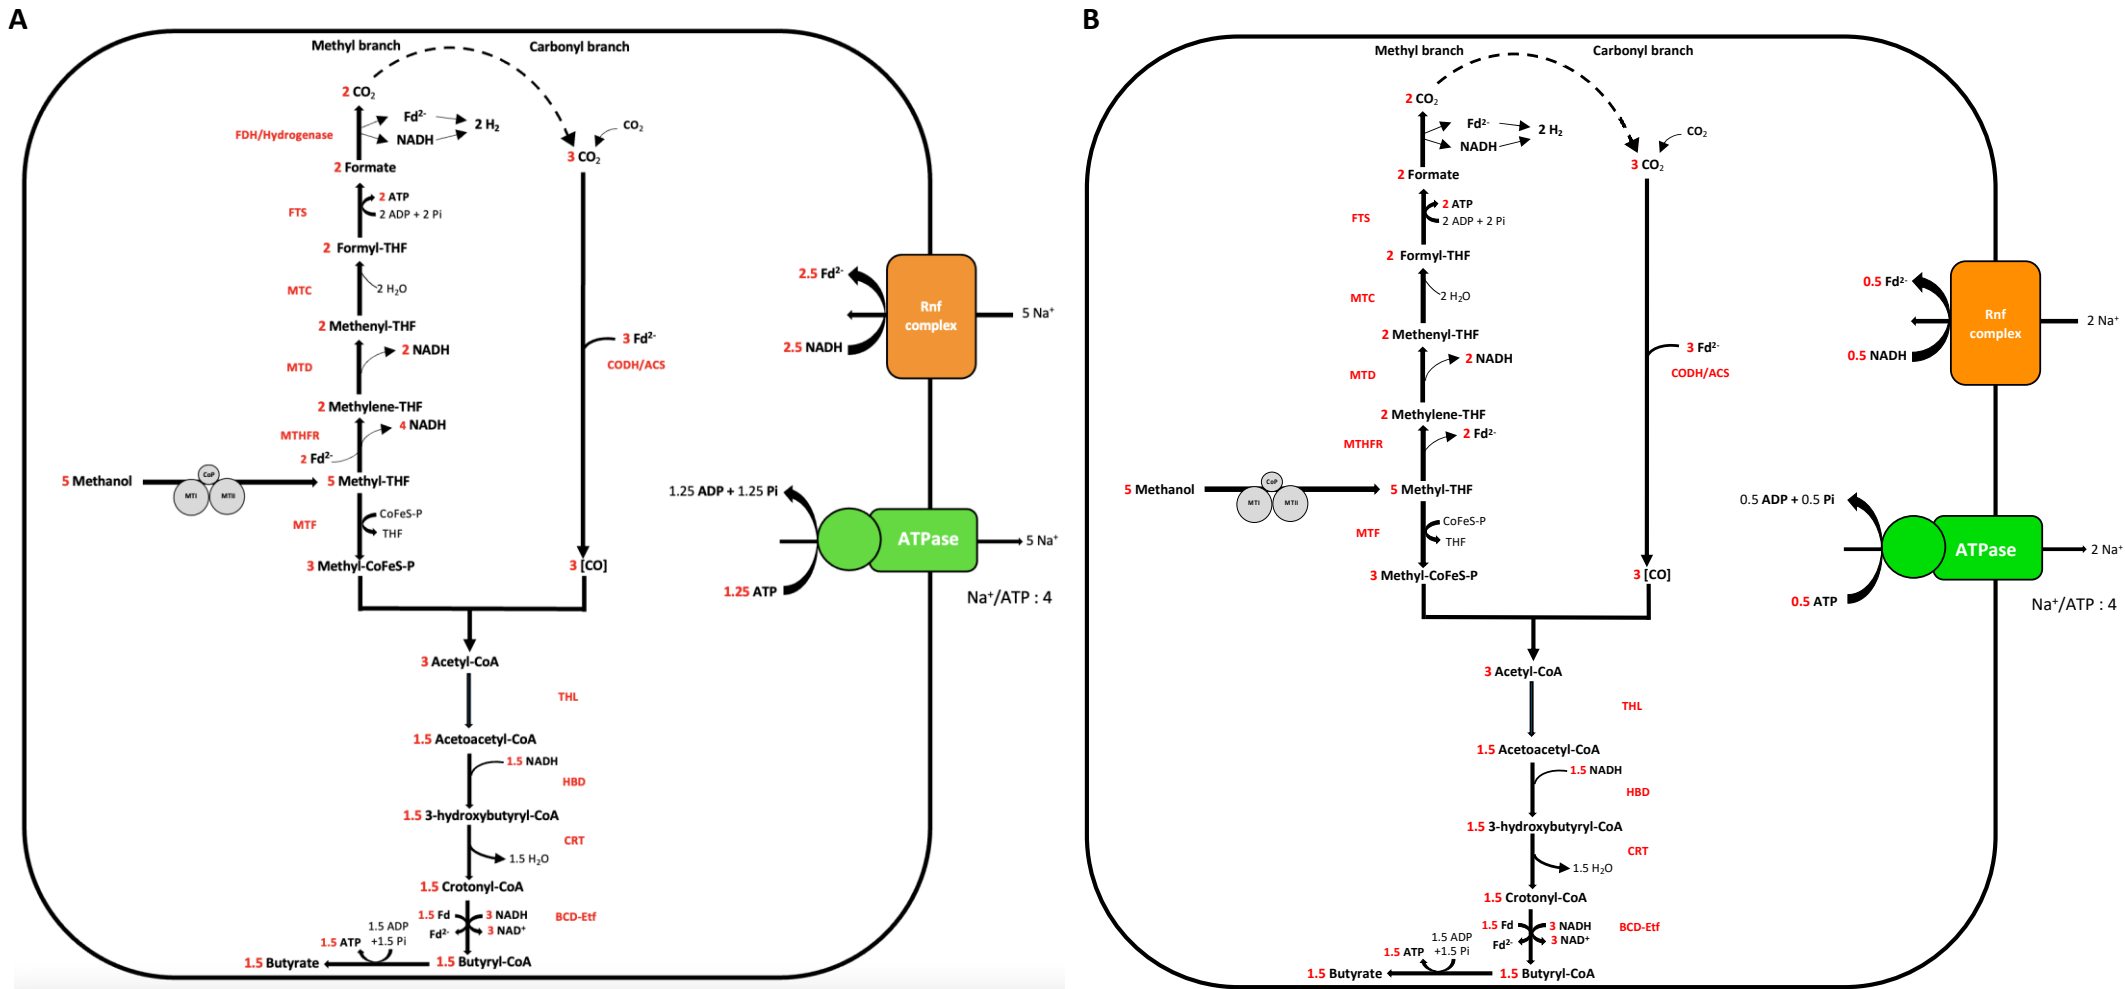 A
Methyl branch
Carbonyl branch
2 CO₂
Fd²⁻
2 H₂
NADH
FDH/Hydrogenase
CO₂
3 CO₂
2 Formate
2 ATP
2 ADP + 2 Pi
FTS
2 Formyl-THF
2 H₂O
MTC
2 Methenyl-THF
2 NADH
MTD
2 Methylene-THF
4 NADH
MTHFR
2 Fd²⁻
5 Methanol
CoP
MTI
MTII
5 Methyl-THF
CoFeS-P
MTF
THF
3 Methyl-CoFeS-P
3 [CO]
3 Fd²⁻
CODH/ACS
2.5 Fd²⁻
Rnf
complex
5 Na⁺
2.5 NADH
1.25 ADP + 1.25 Pi
ATPase
5 Na⁺
1.25 ATP
Na⁺/ATP : 4
3 Acetyl-CoA
THL
1.5 Acetoacetyl-CoA
1.5 NADH
HBD
1.5 3-hydroxybutyryl-CoA
CRT
1.5 H₂O
1.5 Crotonyl-CoA
1.5 Fd
3 NADH
BCD-Etf
Fd²⁻
3 NAD⁺
1.5 ADP
+1.5 Pi
1.5 ATP
1.5 Butyrate
1.5 Butyryl-CoA
B
Methyl branch
Carbonyl branch
2 CO₂
Fd²⁻
2 H₂
NADH
CO₂
3 CO₂
2 Formate
2 ATP
2 ADP + 2 Pi
FTS
2 Formyl-THF
2 H₂O
MTC
2 Methenyl-THF
2 NADH
MTD
2 Methylene-THF
2 Fd²⁻
MTHFR
5 Methanol
CoP
MTI
MTII
5 Methyl-THF
CoFeS-P
MTF
THF
3 Methyl-CoFeS-P
3 [CO]
3 Fd²⁻
CODH/ACS
0.5 Fd²⁻
Rnf
complex
2 Na⁺
0.5 NADH
0.5 ADP + 0.5 Pi
ATPase
2 Na⁺
0.5 ATP
Na⁺/ATP : 4
3 Acetyl-CoA
THL
1.5 Acetoacetyl-CoA
1.5 NADH
HBD
1.5 3-hydroxybutyryl-CoA
CRT
1.5 H₂O
1.5 Crotonyl-CoA
1.5 Fd
3 NADH
BCD-Etf
Fd²⁻
3 NAD⁺
1.5 ADP
+1.5 Pi
1.5 ATP
1.5 Butyrate
1.5 Butyryl-CoA